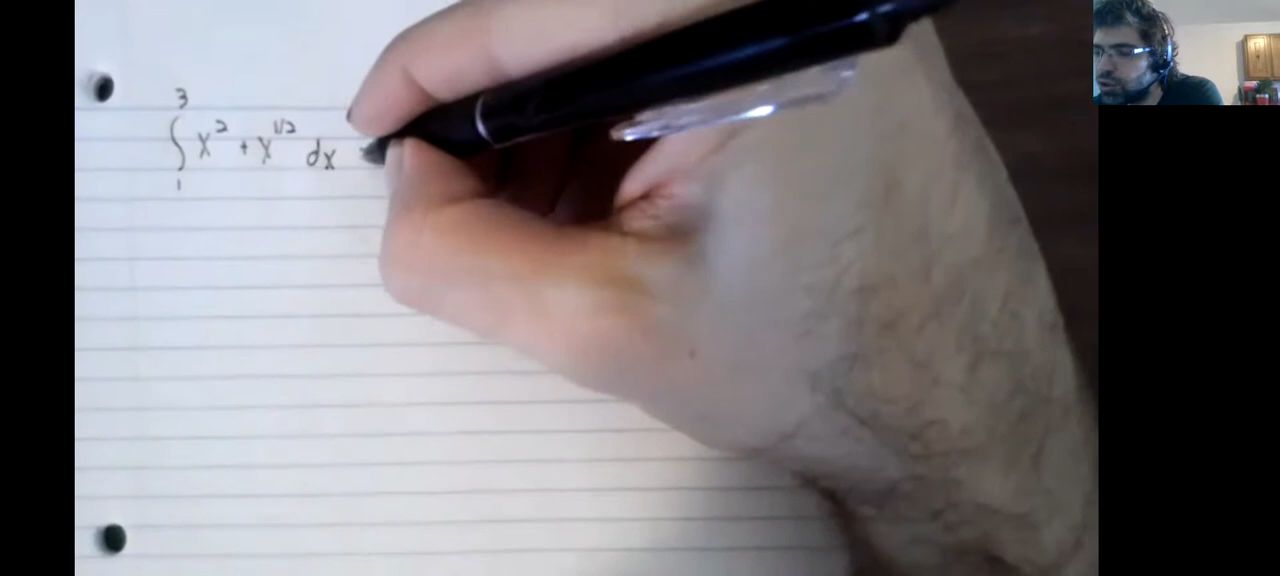 ∫₁³ x² + x^{1/2} dx